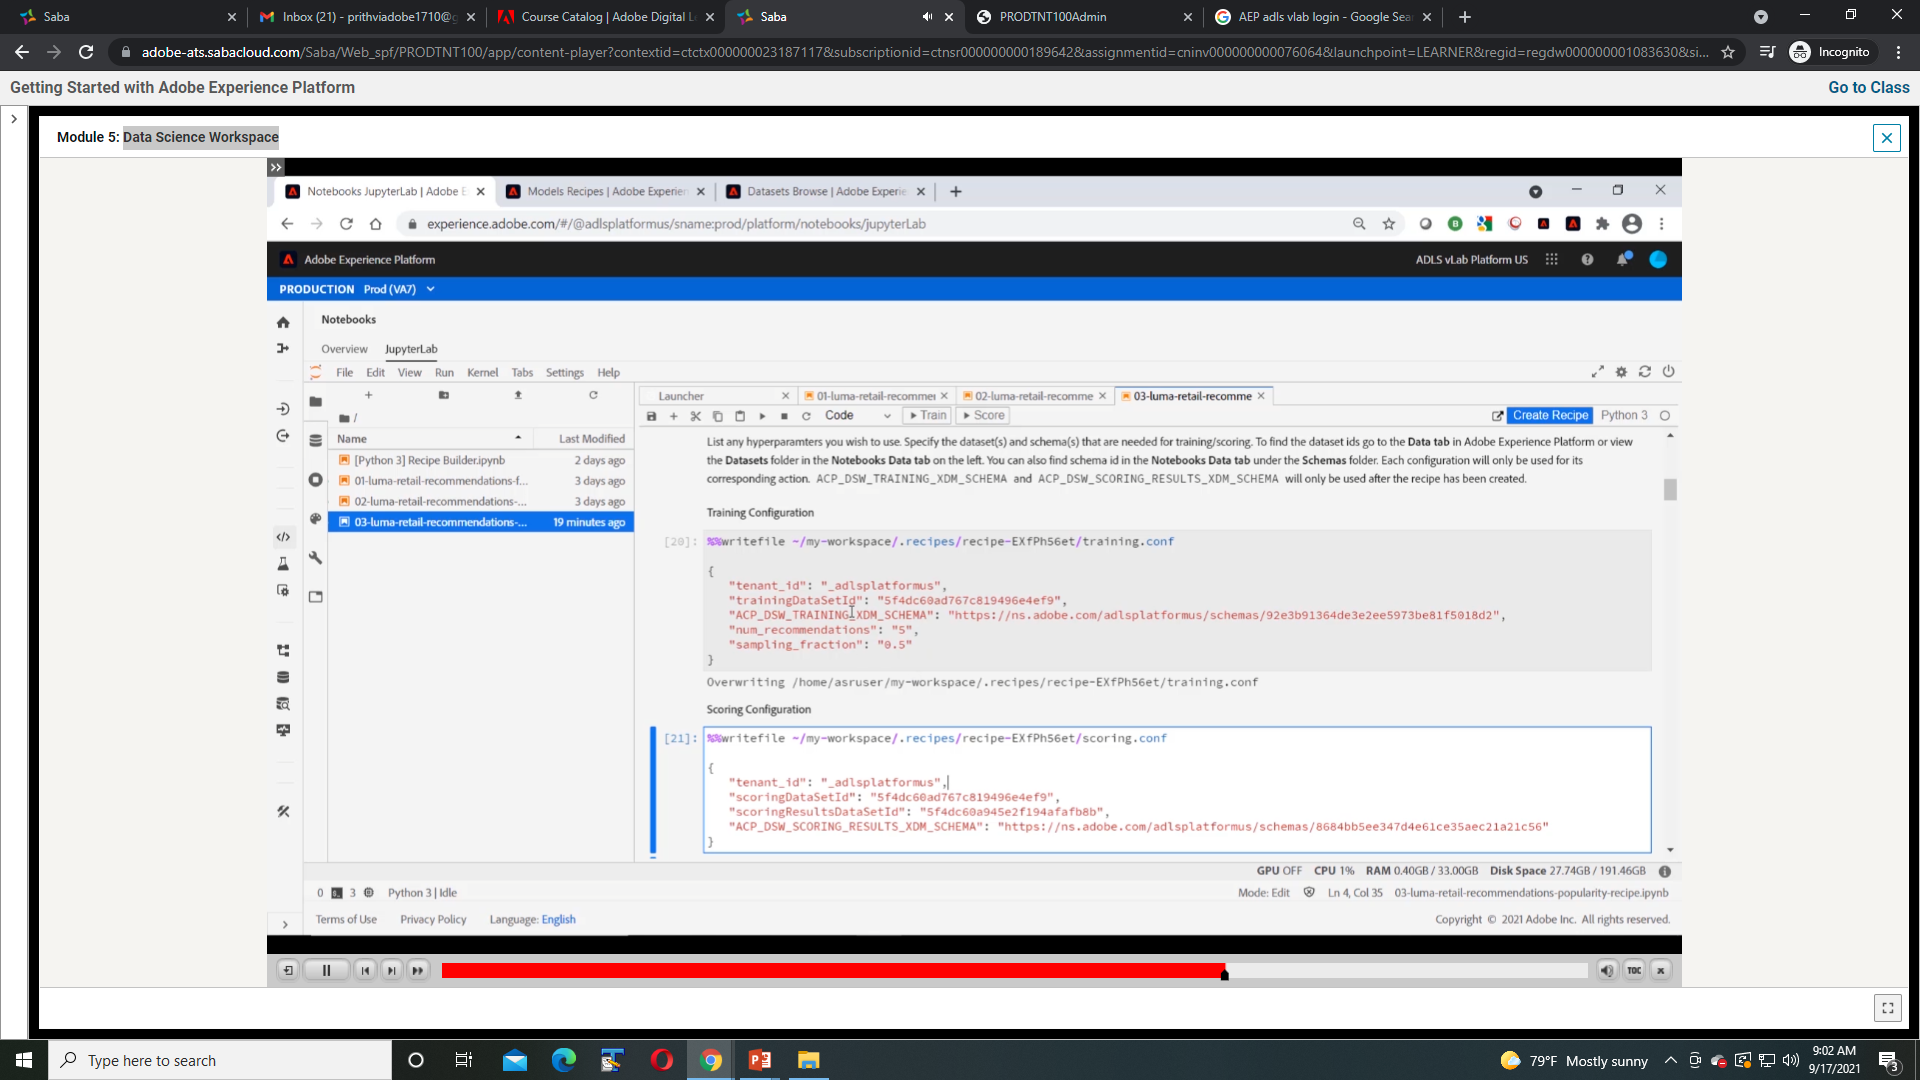 Saba
Inbox (21) - prithviadobe1710@g
Course Catalog | Adobe Digital L
Saba
PRODTNT100Admin
AEP adls vlab login - Google Sea
adobe-ats.sabacloud.com/Saba/Web_spf/PRODTNT100/app/content-player?contextid=ctctx000000023187117&subscriptionid=ctnsr000000000189642&assignmentid=cninv000000000076064&launchpoint=LEARNER&regid=regdw000000001083630&si...
Incognito
Getting Started with Adobe Experience Platform
Go to Class
Module 5: Data Science Workspace
Notebooks JupyterLab | Adobe E
Models Recipes | Adobe Experien
Datasets Browse | Adobe Experie
experience.adobe.com/#/@adlsplatformus/sname:prod/platform/notebooks/jupyterLab
Adobe Experience Platform
ADLS vLab Platform US
PRODUCTION Prod (VA7)
Notebooks
Overview JupyterLab
File Edit View Run Kernel Tabs Settings Help
Launcher
01-luma-retail-recommen
02-luma-retail-recomme
03-luma-retail-recomme
Code
Train
Score
Create Recipe
Python 3
/
Name
Last Modified
[Python 3] Recipe Builder.ipynb 2 days ago
01-luma-retail-recommendations-f... 3 days ago
02-luma-retail-recommendations-... 3 days ago
03-luma-retail-recommendations-... 19 minutes ago
List any hyperparamters you wish to use. Specify the dataset(s) and schema(s) that are needed for training/scoring. To find the dataset ids go to the Data tab in Adobe Experience Platform or view
the Datasets folder in the Notebooks Data tab on the left. You can also find schema id in the Notebooks Data tab under the Schemas folder. Each configuration will only be used for its
corresponding action. ACP_DSW_TRAINING_XDM_SCHEMA and ACP_DSW_SCORING_RESULTS_XDM_SCHEMA will only be used after the recipe has been created.
Training Configuration
[20]: %%writefile ~/my-workspace/.recipes/recipe-EXfPh56et/training.conf
{
"tenant_id": "_adlsplatformus",
"trainingDataSetId": "5f4dc60ad767c819496e4ef9",
"ACP_DSW_TRAINING_XDM_SCHEMA": "https://ns.adobe.com/adlsplatformus/schemas/92e3b91364de3e2ee5973be81f5018d2",
"num_recommendations": "5",
"sampling_fraction": "0.5"
}
Overwriting /home/asruser/my-workspace/.recipes/recipe-EXfPh56et/training.conf
Scoring Configuration
[21]: %%writefile ~/my-workspace/.recipes/recipe-EXfPh56et/scoring.conf
{
"tenant_id": "_adlsplatformus",
"scoringDataSetId": "5f4dc60ad767c819496e4ef9",
"scoringResultsDataSetId": "5f4dc60a945e2f194afafb8b",
"ACP_DSW_SCORING_RESULTS_XDM_SCHEMA": "https://ns.adobe.com/adlsplatformus/schemas/8684bb5ee347d4e61ce35aec21a21c56"
}
GPU OFF CPU 1% RAM 0.40GB / 33.00GB Disk Space 27.74GB / 191.46GB
0 3 Python 3 | Idle
Mode: Edit Ln 4, Col 35 03-luma-retail-recommendations-popularity-recipe.ipynb
Terms of Use Privacy Policy Language: English
Copyright © 2021 Adobe Inc. All rights reserved.
TOC
Type here to search
79°F Mostly sunny
9:02 AM
9/17/2021
3